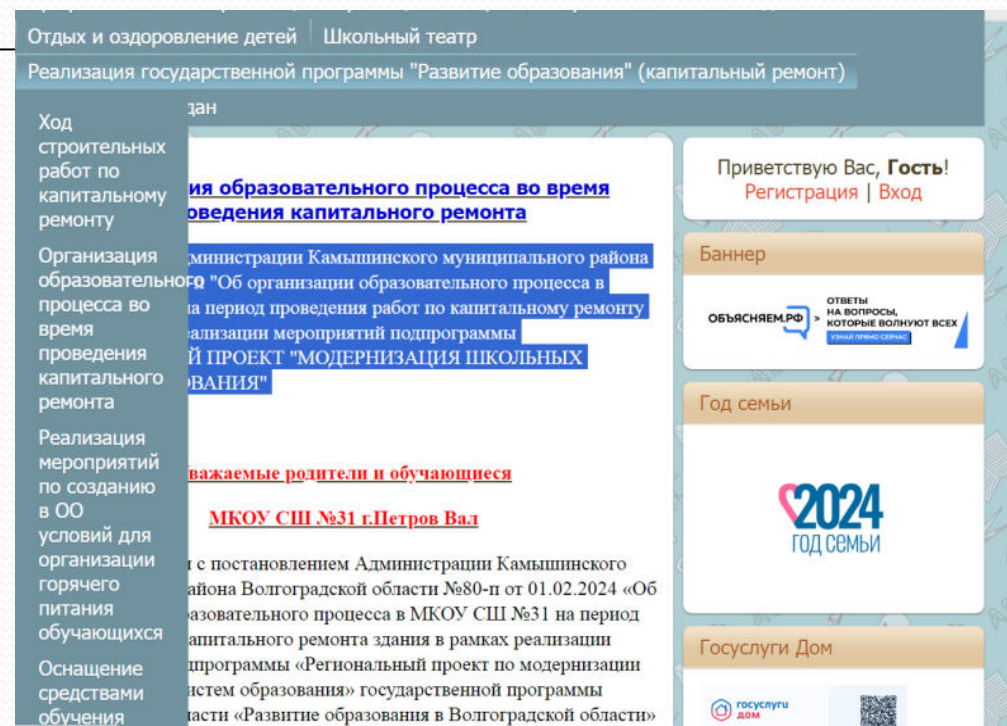 Отдых и оздоровление детей
Школьный театр
Реализация государственной программы "Развитие образования" (капитальный ремонт)
дан
Ход
строительных
работ по
капитальному
ремонту
Организация
образовательного
процесса во
время
проведения
капитального
ремонта
Реализация
мероприятий
по созданию
в ОО
условий для
организации
горячего
питания
обучающихся
Оснащение
средствами
обучения
ия образовательного процесса во время
оведения капитального ремонта
дминистрации Камышинского муниципального района
"Об организации образовательного процесса в
а период проведения работ по капитальному ремонту
еализации мероприятий подпрограммы
Й ПРОЕКТ "МОДЕРНИЗАЦИЯ ШКОЛЬНЫХ
ОВАНИЯ"
важаемые родители и обучающиеся
МКОУ СШ №31 г.Петров Вал
и с постановлением Администрации Камышинского
айона Волгоградской области №80-п от 01.02.2024 «Об
разовательного процесса в МКОУ СШ №31 на период
апитального ремонта здания в рамках реализации
дпрограммы «Региональный проект по модернизации
истем образования» государственной программы
ласти «Развитие образования в Волгоградской области»
Приветствую Вас, Гость!
Регистрация | Вход
Баннер
ОБЪЯСНЯЕМ.РФ >
ОТВЕТЫ
НА ВОПРОСЫ,
КОТОРЫЕ ВОЛНУЮТ ВСЕХ
УЗНАЙ ПРЯМО СЕЙЧАС
Год семьи
2024
ГОД СЕМЬИ
Госуслуги Дом
госуслуги
дом